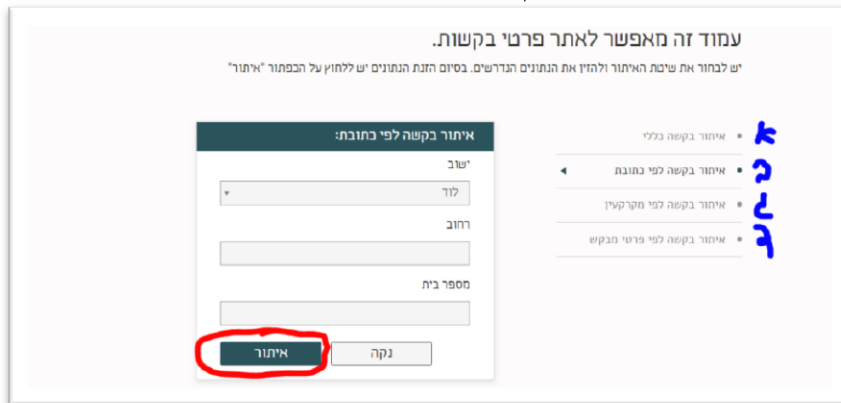 עמוד זה מאפשר לאתר פרטי בקשות.
יש לבחור את שיטת האיתור ולהזין את הנתונים הנדרשים. בסיום הזנת הנתונים יש ללחוץ על הכפתור "איתור"
א איתור בקשה כללי
ב איתור בקשה לפי כתובת
ג איתור בקשה לפי מקרקעין
ד איתור בקשה לפי פרטי מבקש
איתור בקשה לפי כתובת:
ישוב
לוד
רחוב
מספר בית
נקה
איתור